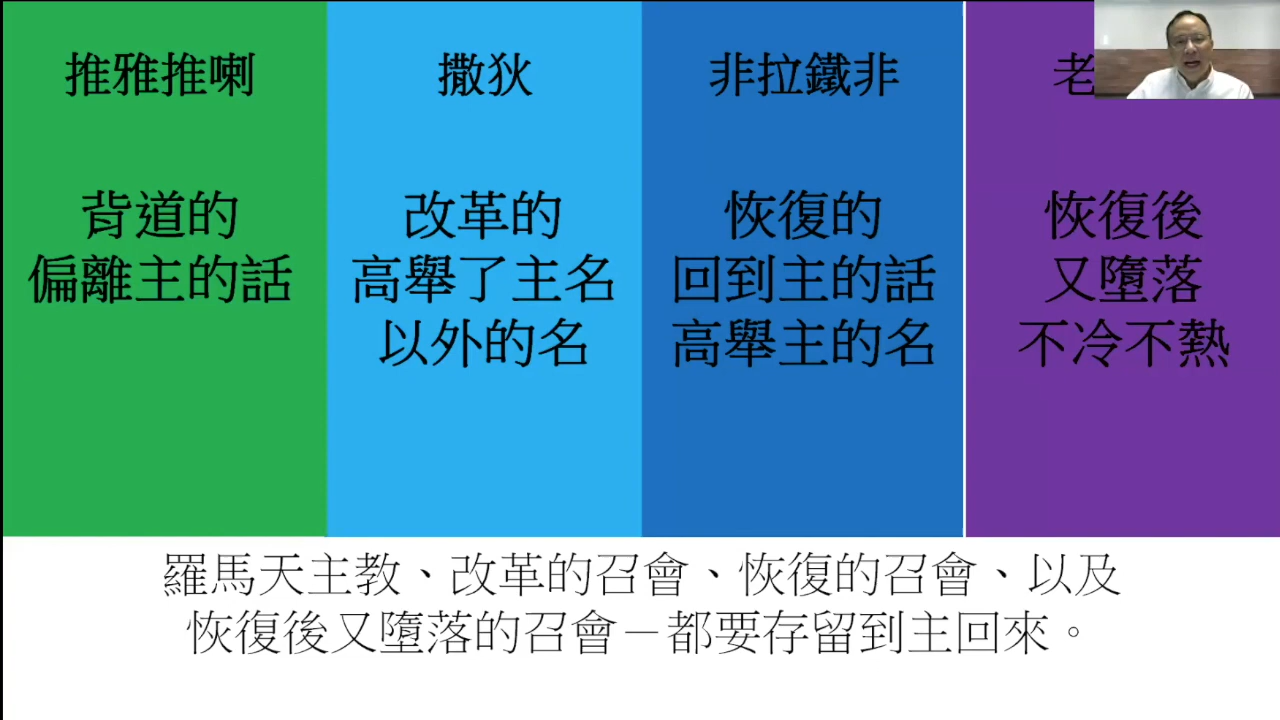 推雅推喇
背道的
偏離主的話
撒狄
改革的
高舉了主名
以外的名
非拉鐵非
恢復的
回到主的話
高舉主的名
老
恢復後
又墮落
不冷不熱
羅馬天主教、改革的召會、恢復的召會、以及
恢復後又墮落的召會－都要存留到主回來。